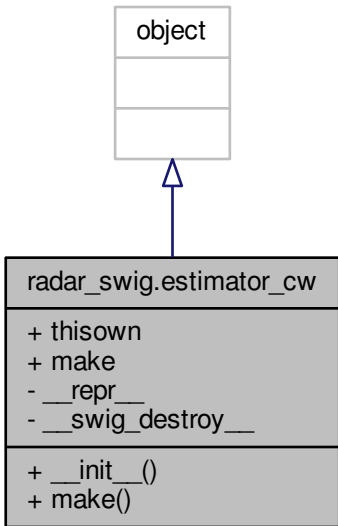 object
radar_swig.estimator_cw
+ thisown
+ make
- __repr__
- __swig_destroy__
+ __init__()
+ make()